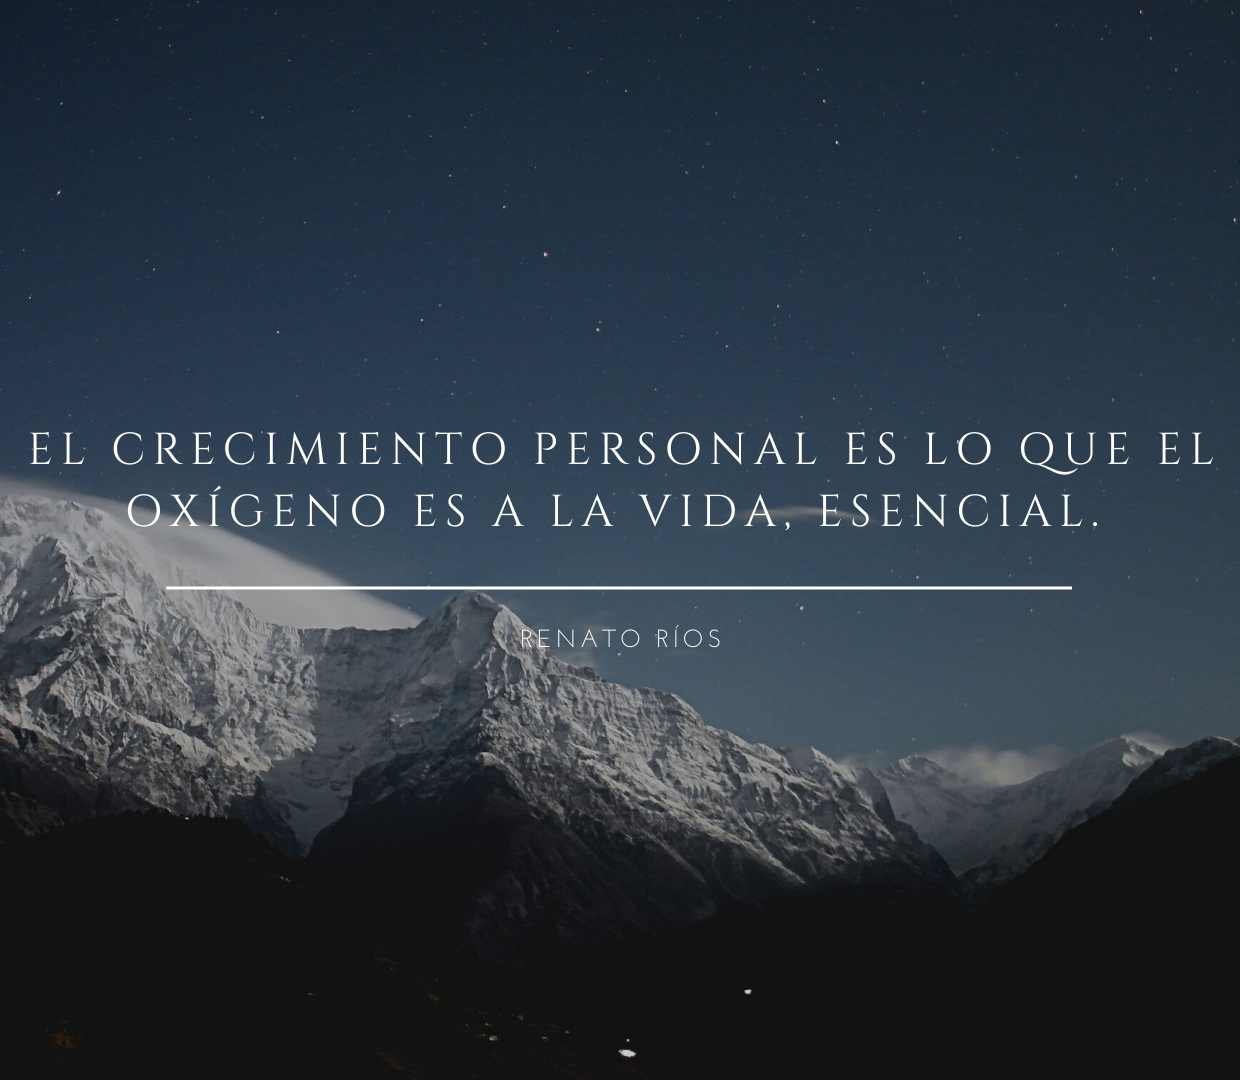 EL CRECIMIENTO PERSONAL ES LO QUE EL
OXÍGENO ES A LA VIDA, ESENCIAL.
RENATO RÍOS